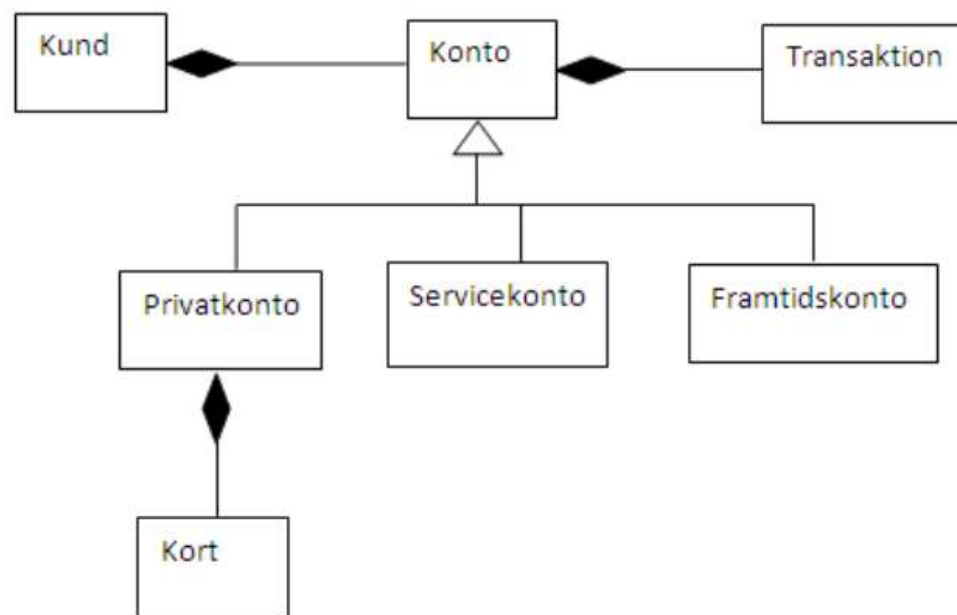 Kund
Konto
Transaktion
Privatkonto
Servicekonto
Framtidskonto
Kort